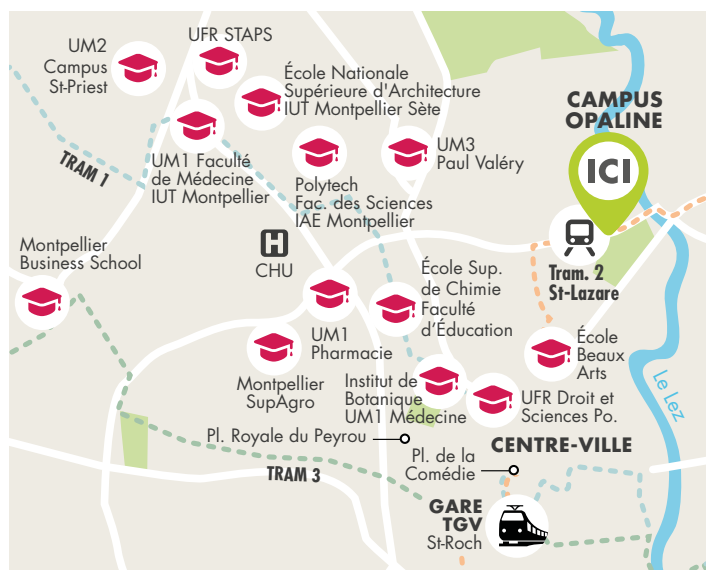 UM2
Campus
St-Priest
UFR STAPS
École Nationale
Supérieure d'Architecture
IUT Montpellier Sète
CAMPUS
OPALINE
ICI
TRAM 1
UM1 Faculté
de Médecine
IUT Montpellier
Polytech
Fac. des Sciences
IAE Montpellier
UM3
Paul Valéry
Montpellier
Business School
H
CHU
École Sup.
de Chimie
Faculté
d'Éducation
Tram. 2
St-Lazare
UM1
Pharmacie
Montpellier
SupAgro
Institut de
Botanique
UM1 Médecine
École
Beaux
Arts
UFR Droit et
Sciences Po.
Le Lez
Pl. Royale du Peyrou
CENTRE-VILLE
Pl. de la
Comédie
TRAM 3
GARE
TGV
St-Roch